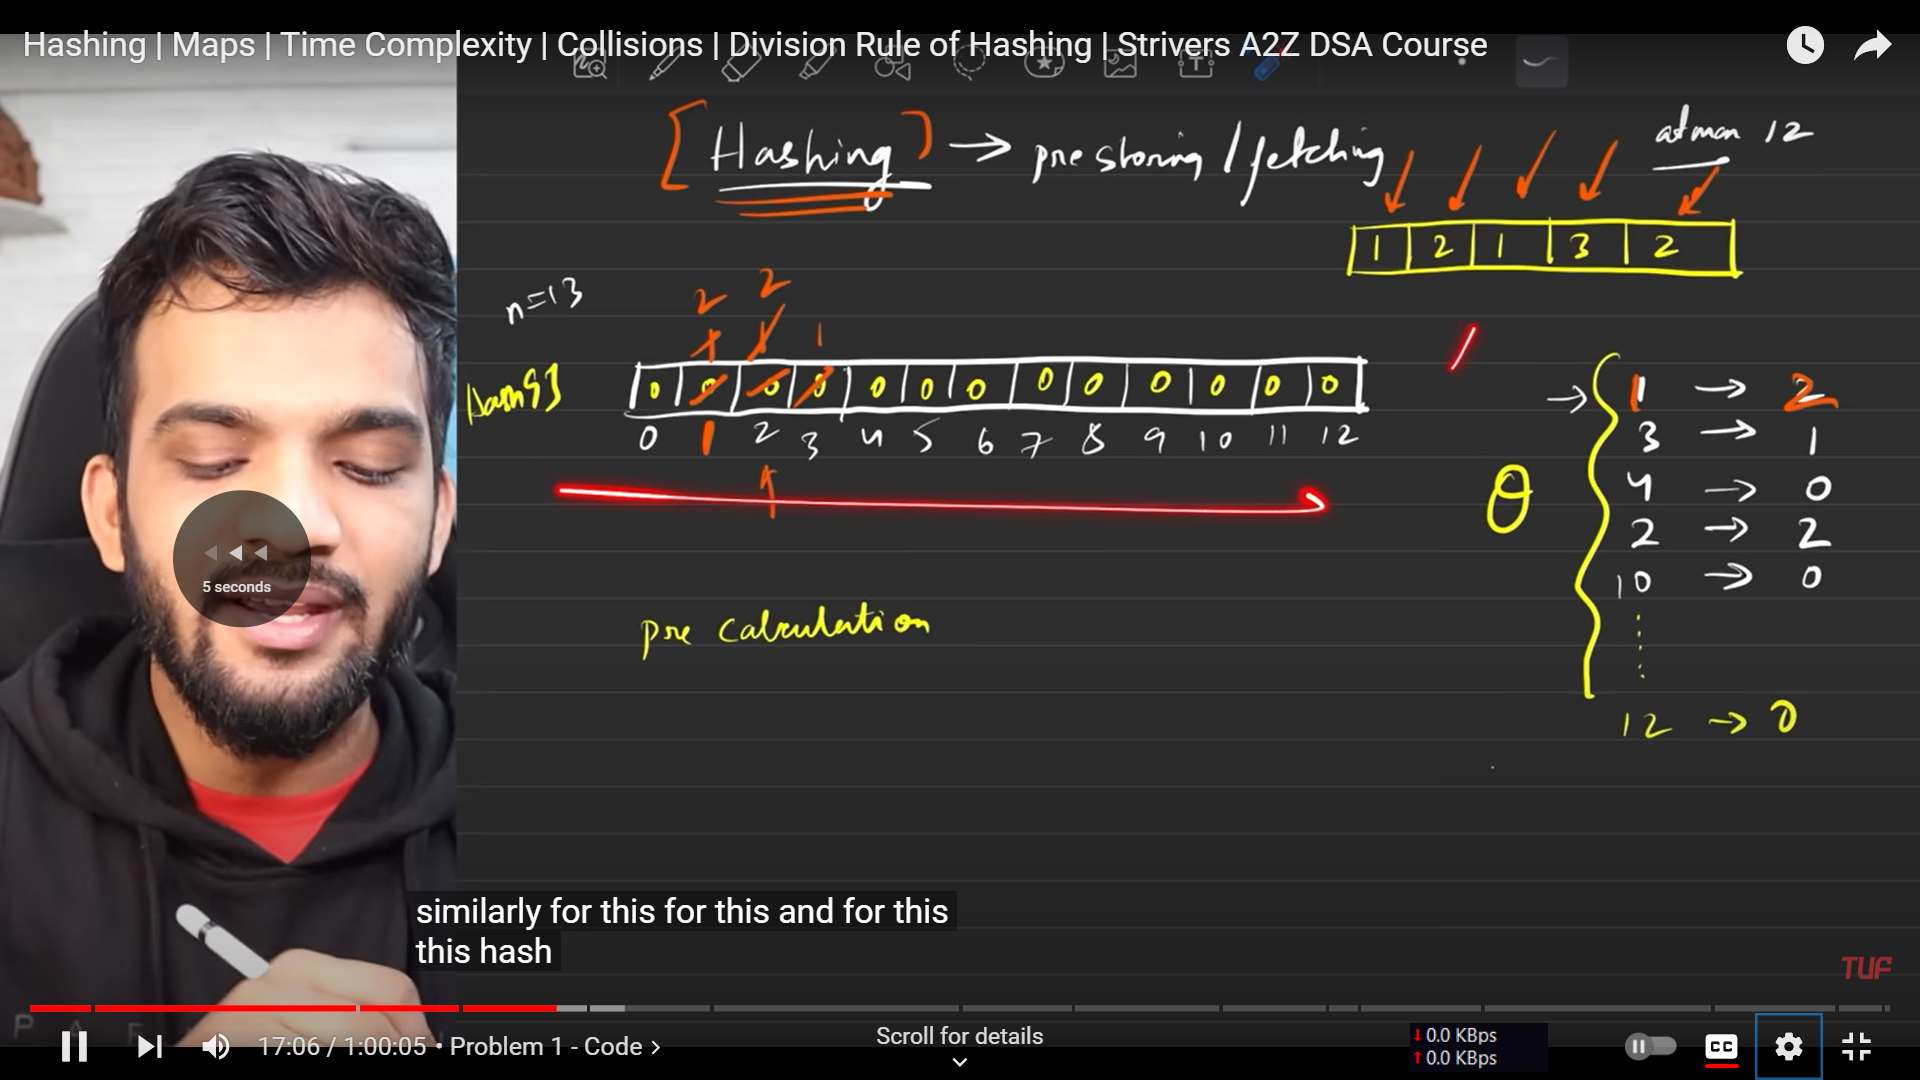 Hashing | Maps | Time Complexity | Collisions | Division Rule of Hashing | Strivers A2Z DSA Course
[Hashing] → pre storing / fetching
at max 12
1 2 1 3 2
n=13
2 2
1 1 1
hash[]
0 0 0 0 0 0 0 0 0 0 0 0 0
0 1 2 3 4 5 6 7 8 9 10 11 12
1 → 2
3 → 1
4 → 0
2 → 2
10 → 0
12 → 0
θ
5 seconds
pre calculation
similarly for this for this and for this
this hash
TUF
17:06 / 1:00:05 • Problem 1 - Code >
Scroll for details
0.0 KBps
0.0 KBps
CC